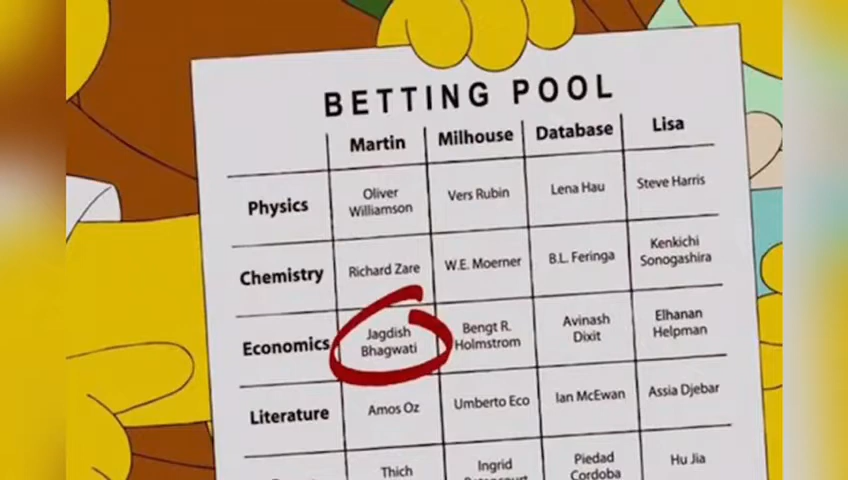 BETTING POOL
Martin Milhouse Database Lisa
Physics Oliver Williamson Vers Rubin Lena Hau Steve Harris
Chemistry Richard Zare W.E. Moerner B.L. Feringa Kenkichi Sonogashira
Economics Jagdish Bhagwati Bengt R. Holmstrom Avinash Dixit Elhanan Helpman
Literature Amos Oz Umberto Eco Ian McEwan Assia Djebar
Thich Ingrid Piedad Cordoba Hu Jia